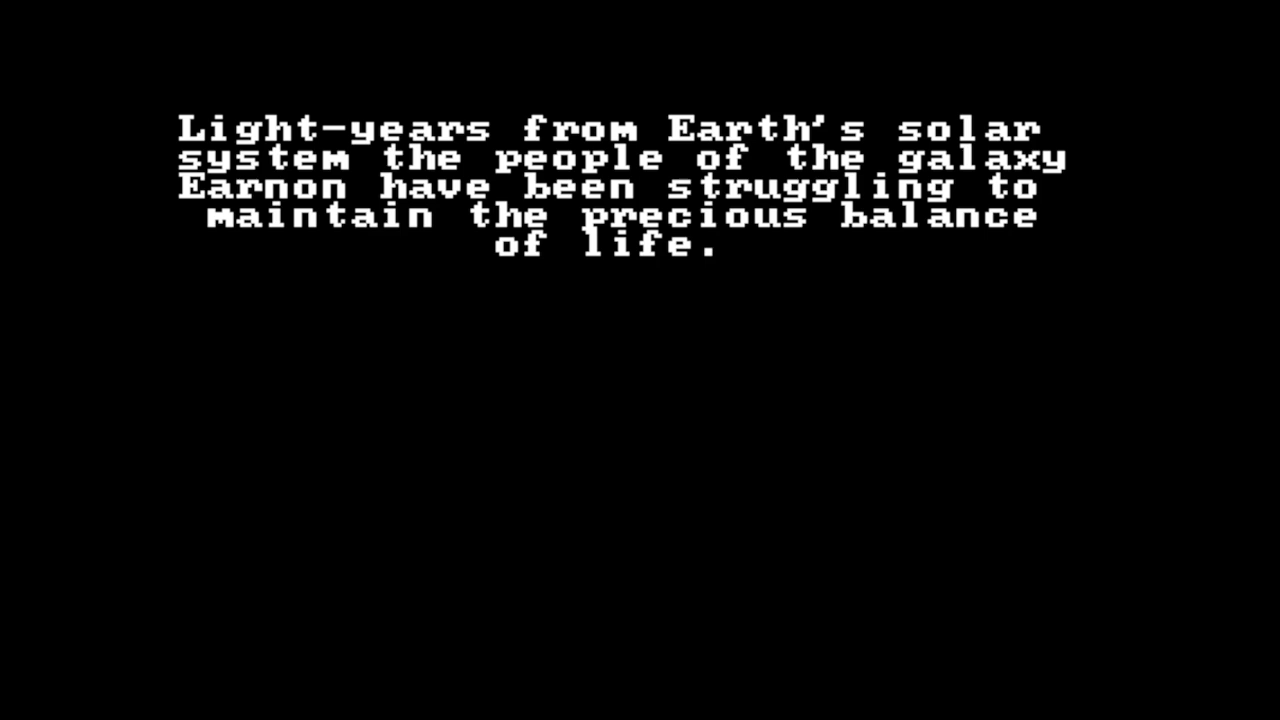 Light-years from Earth's solar
system the people of the galaxy
Earnon have been struggling to
maintain the precious balance
of life.